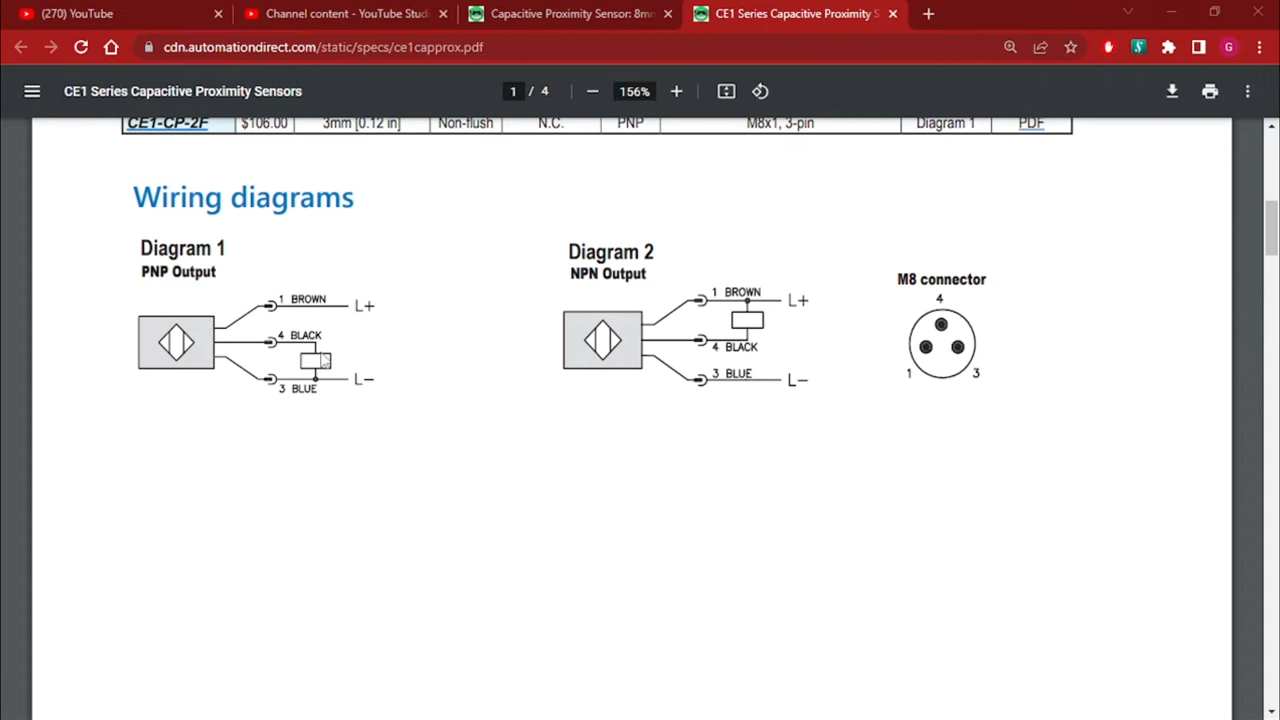 (270) YouTube
Channel content - YouTube Studi
Capacitive Proximity Sensor: 8m
CE1 Series Capacitive Proximity S
cdn.automationdirect.com/static/specs/ce1capprox.pdf
G
CE1 Series Capacitive Proximity Sensors
1 / 4
156%
CE1-CP-2F $106.00 3mm [0.12 in] Non-flush N.C. PNP M8x1, 3-pin Diagram 1 PDF
Wiring diagrams
Diagram 1
PNP Output
1 BROWN L+
4 BLACK
3 BLUE L-
Diagram 2
NPN Output
1 BROWN L+
4 BLACK
3 BLUE L-
M8 connector
4
1 3